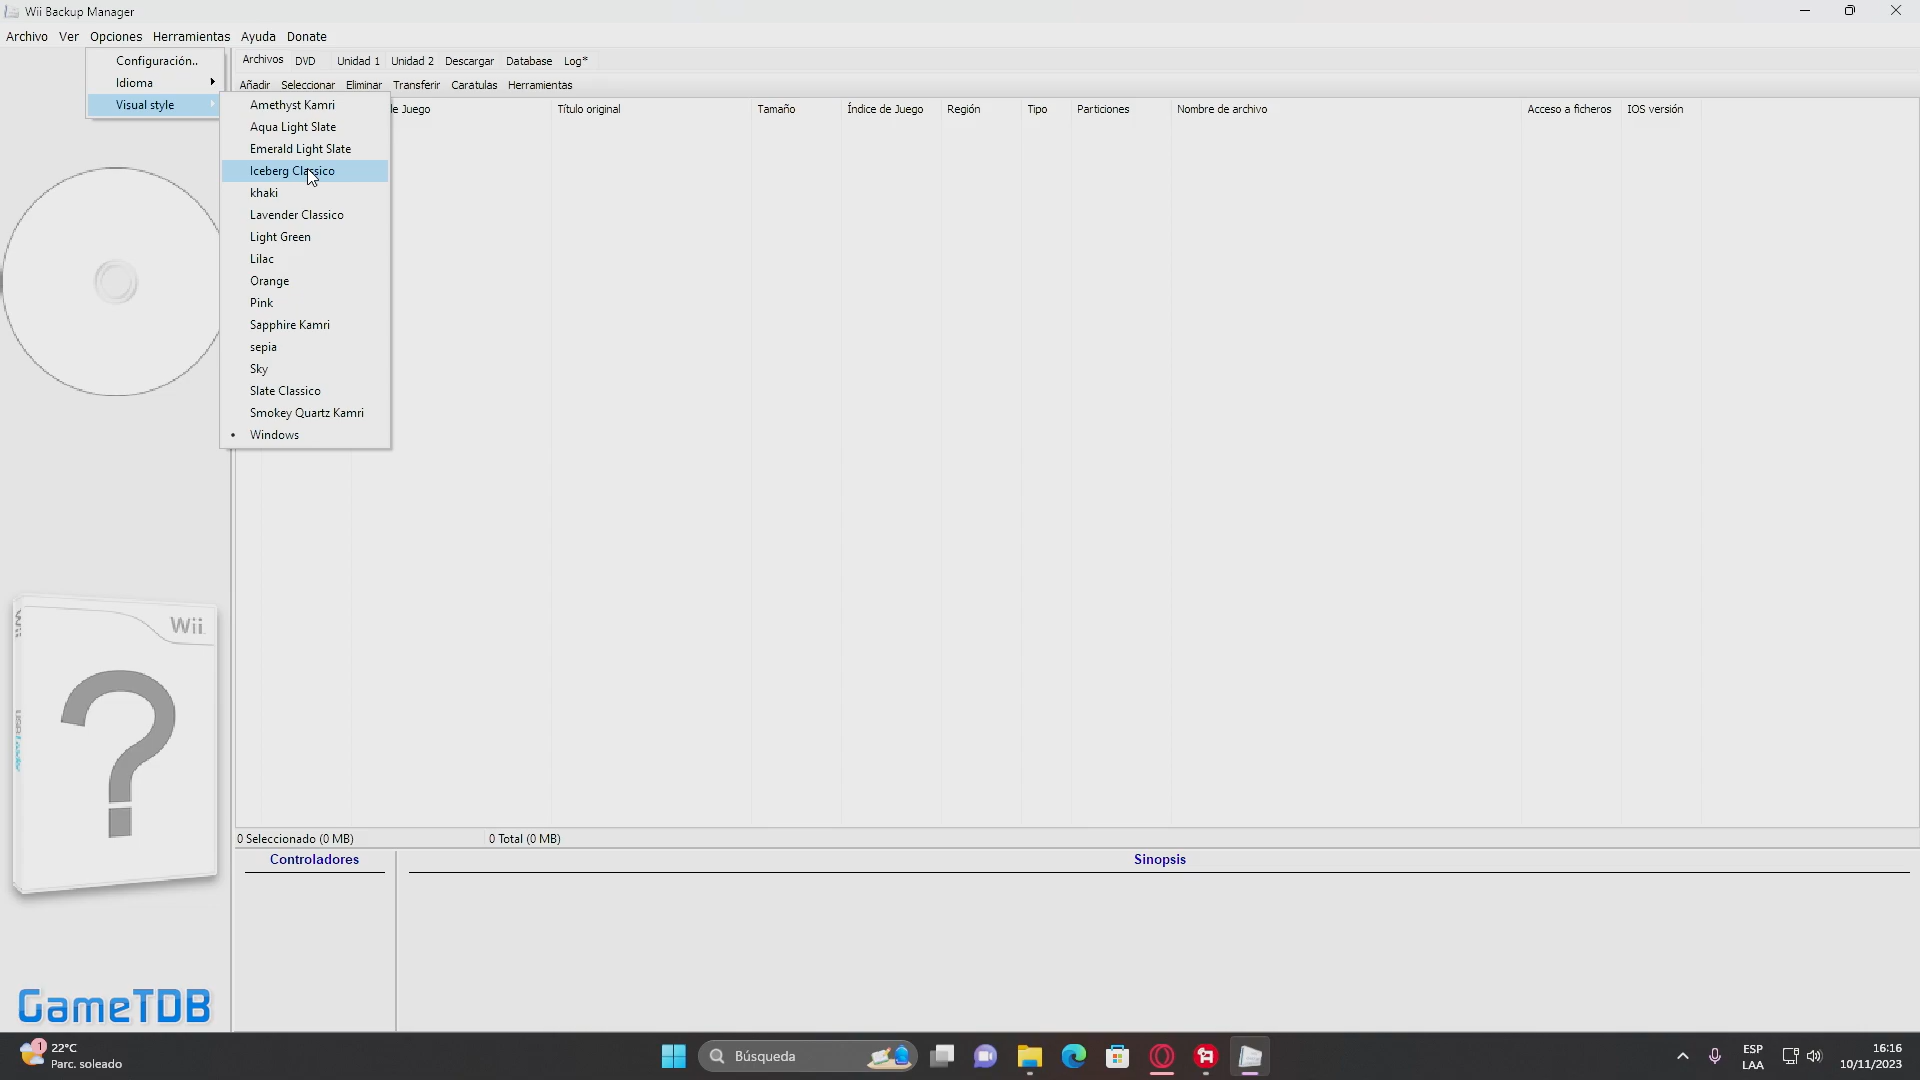 Wii Backup Manager
Archivo Ver Opciones Herramientas Ayuda Donate
Configuración..
Idioma
Visual style
Archivos DVD Unidad 1 Unidad 2 Descargar Database Log*
Añadir Seleccionar Eliminar Transferir Caratulas Herramientas
Amethyst Kamri
Aqua Light Slate
Emerald Light Slate
Iceberg Classico
khaki
Lavender Classico
Light Green
Lilac
Orange
Pink
Sapphire Kamri
sepia
Sky
Slate Classico
Smokey Quartz Kamri
• Windows
de Juego Título original Tamaño Índice de Juego Región Tipo Particiones Nombre de archivo Acceso a ficheros IOS versión
Wii
?
0 Seleccionado (0 MB) 0 Total (0 MB)
Controladores Sinopsis
GameTDB
1
22°C
Parc. soleado
Búsqueda
ESP
LAA
16:16
10/11/2023